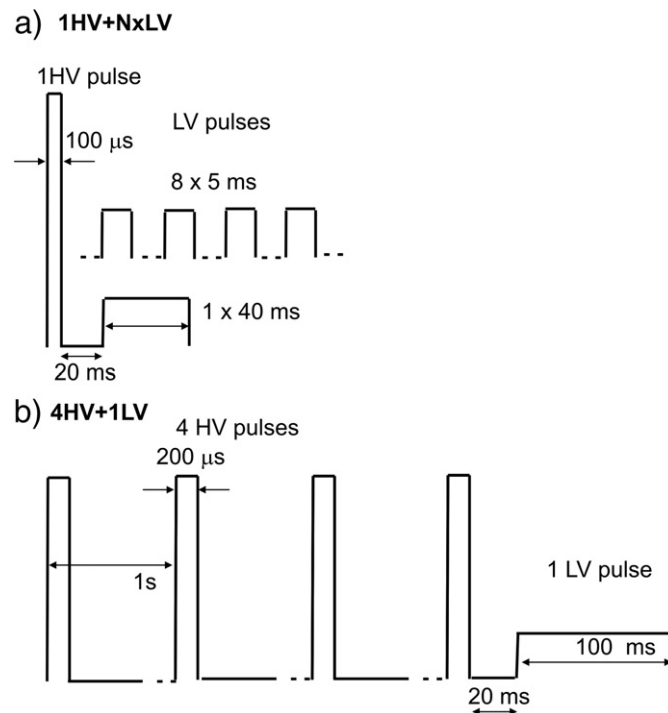 a) 1HV+NxLV
1HV pulse
100 μs
LV pulses
8 x 5 ms
1 x 40 ms
20 ms
b) 4HV+1LV
4 HV pulses
200 μs
1s
1 LV pulse
100 ms
20 ms